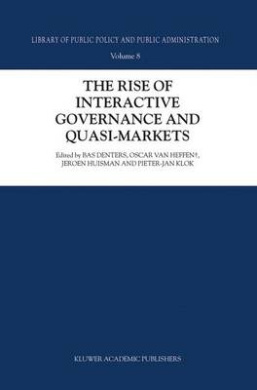 LIBRARY OF PUBLIC POLICY AND PUBLIC ADMINISTRATION
Volume 8
THE RISE OF
INTERACTIVE
GOVERNANCE AND
QUASI-MARKETS
Edited by BAS DENTERS, OSCAR VAN HEFFEN†,
JEROEN HUISMAN AND PIETER-JAN KLOK
KLUWER ACADEMIC PUBLISHERS